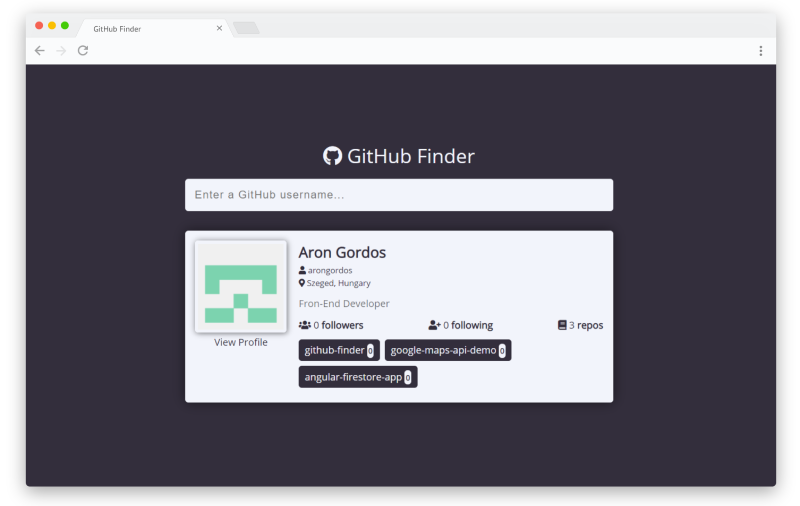 GitHub Finder
GitHub Finder
Enter a GitHub username...
Aron Gordos
arongordos
Szeged, Hungary
Fron-End Developer
0 followers 0 following 3 repos
View Profile
github-finder 0 google-maps-api-demo 0
angular-firestore-app 0